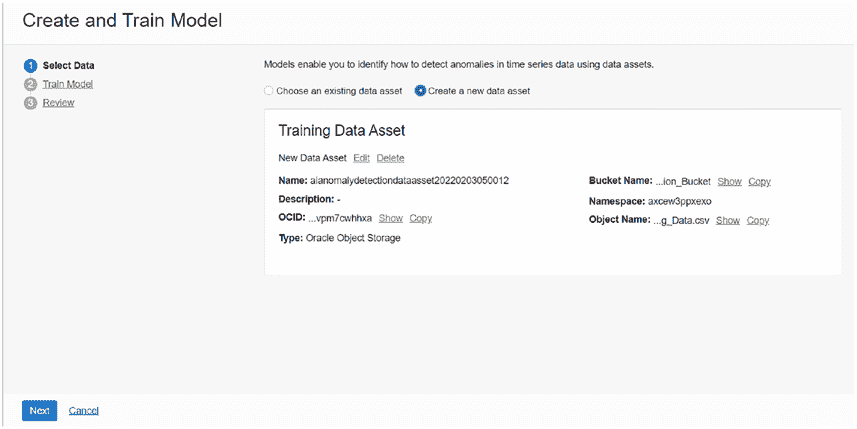 Create and Train Model
1 Select Data
2 Train Model
3 Review
Models enable you to identify how to detect anomalies in time series data using data assets.
Choose an existing data asset Create a new data asset
Training Data Asset
New Data Asset Edit Delete
Name: aianomalydetectiondataasset20220203050012
Description: -
OCID: ...vpm7cwhhxa Show Copy
Type: Oracle Object Storage
Bucket Name: ...ion_Bucket Show Copy
Namespace: axcew3ppxexo
Object Name: ...g_Data.csv Show Copy
Next Cancel